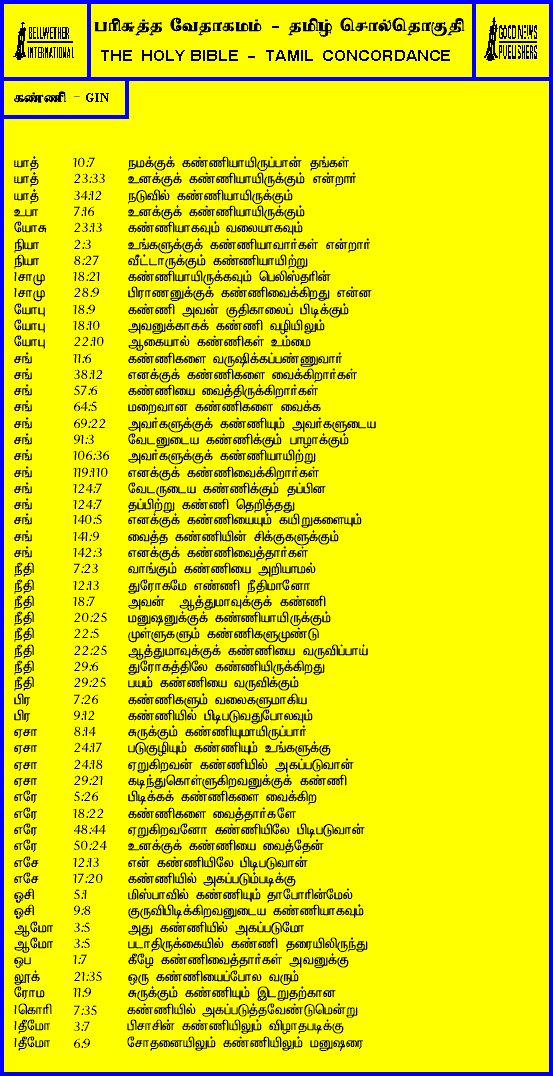 BELLWETHER
INTERNATIONAL
பரிசுத்த வேதாகமம் - தமிழ் சொல்தொகுதி
THE HOLY BIBLE - TAMIL CONCORDANCE
GOOD NEWS
PUBLISHERS
கண்ணி - GIN
யாத் 10:7 நமக்குக் கண்ணியாயிருப்பான் தங்கள்
யாத் 23:33 உனக்குக் கண்ணியாயிருக்கும் என்றார்
யாத் 34:12 நடுவில் கண்ணியாயிருக்கும்
உபா 7:16 உனக்குக் கண்ணியாயிருக்கும்
யோசு 23:13 கண்ணியாகவும் வலையாகவும்
நியா 2:3 உங்களுக்குக் கண்ணியாவார்கள் என்றார்
நியா 8:27 வீட்டாருக்கும் கண்ணியாயிற்று
1சாமு 18:21 கண்ணியாயிருக்கவும் பெலிஸ்தரின்
1சாமு 28:9 பிராணனுக்குக் கண்ணிவைக்கிறது என்ன
யோபு 18:9 கண்ணி அவன் குதிகாலைப் பிடிக்கும்
யோபு 18:10 அவனுக்காகக் கண்ணி வழியிலும்
யோபு 22:10 ஆகையால் கண்ணிகள் உம்மை
சங் 11:6 கண்ணிகளை வருஷிக்கப்பண்ணுவார்
சங் 38:12 எனக்குக் கண்ணிகளை வைக்கிறார்கள்
சங் 57:6 கண்ணியை வைத்திருக்கிறார்கள்
சங் 64:5 மறைவான கண்ணிகளை வைக்க
சங் 69:22 அவர்களுக்குக் கண்ணியும் அவர்களுடைய
சங் 91:3 வேடனுடைய கண்ணிக்கும் பாழாக்கும்
சங் 106:36 அவர்களுக்குக் கண்ணியாயிற்று
சங் 119:110 எனக்குக் கண்ணிவைக்கிறார்கள்
சங் 124:7 வேடருடைய கண்ணிக்கும் தப்பின
சங் 124:7 தப்பிற்று கண்ணி தெறித்தது
சங் 140:5 எனக்குக் கண்ணியையும் கயிறுகளையும்
சங் 141:9 வைத்த கண்ணியின் சிக்குகளுக்கும்
சங் 142:3 எனக்குக் கண்ணிவைத்தார்கள்
நீதி 7:23 வாங்கும் கண்ணியை அறியாமல்
நீதி 12:13 துரோகமே எண்ணி நீதிமானோ
நீதி 18:7 அவன் ஆத்துமாவுக்குக் கண்ணி
நீதி 20:25 மனுஷனுக்குக் கண்ணியாயிருக்கும்
நீதி 22:5 முள்ளுகளும் கண்ணிகளுமுண்டு
நீதி 22:25 ஆத்துமாவுக்குக் கண்ணியை வருவிப்பாய்
நீதி 29:6 துரோகத்திலே கண்ணியிருக்கிறது
நீதி 29:25 பயம் கண்ணியை வருவிக்கும்
பிர 7:26 கண்ணிகளும் வலைகளுமாகிய
பிர 9:12 கண்ணியில் பிடிபடுவதுபோலவும்
ஏசா 8:14 சுருக்கும் கண்ணியுமாயிருப்பார்
ஏசா 24:17 படுகுழியும் கண்ணியும் உங்களுக்கு
ஏசா 24:18 ஏறுகிறவன் கண்ணியில் அகப்படுவான்
ஏசா 29:21 கடிந்துகொள்ளுகிறவனுக்குக் கண்ணி
எரே 5:26 பிடிக்கக் கண்ணிகளை வைக்கிற
எரே 18:22 கண்ணிகளை வைத்தார்களே
எரே 48:44 ஏறுகிறவனோ கண்ணியிலே பிடிபடுவான்
எரே 50:24 உனக்குக் கண்ணியை வைத்தேன்
எசே 12:13 என் கண்ணியிலே பிடிபடுவான்
எசே 17:20 கண்ணியில் அகப்படும்படிக்கு
ஓசி 5:1 மிஸ்பாவில் கண்ணியும் தாபோரின்மேல்
ஓசி 9:8 குருவிபிடிக்கிறவனுடைய கண்ணியாகவும்
ஆமோ 3:5 அது கண்ணியில் அகப்படுமோ
ஆமோ 3:5 படாதிருக்கையில் கண்ணி தரையிலிருந்து
ஒப 1:7 கீழே கண்ணிவைத்தார்கள் அவனுக்கு
லூக் 21:35 ஒரு கண்ணியைப்போல வரும்
ரோம 11:9 சுருக்கும் கண்ணியும் இடறுதற்கான
1கொரி 7:35 கண்ணியில் அகப்படுத்தவேண்டுமென்று
1தீமோ 3:7 பிசாசின் கண்ணியிலும் விழாதபடிக்கு
1தீமோ 6:9 சோதனையிலும் கண்ணியிலும் மனுஷரை